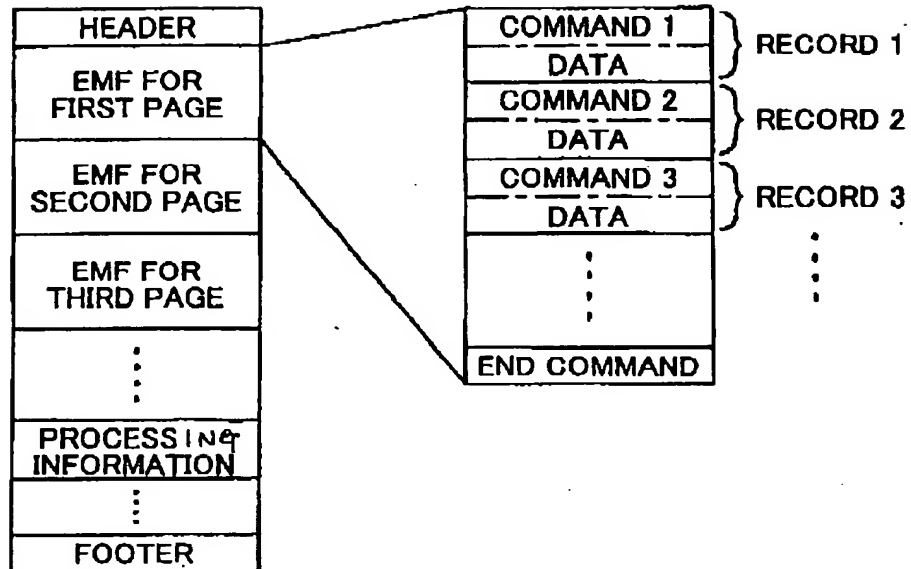 HEADER
EMF FOR
FIRST PAGE
EMF FOR
SECOND PAGE
EMF FOR
THIRD PAGE
PROCESSING
INFORMATION
FOOTER
COMMAND 1
DATA
RECORD 1
COMMAND 2
DATA
RECORD 2
COMMAND 3
DATA
RECORD 3
END COMMAND